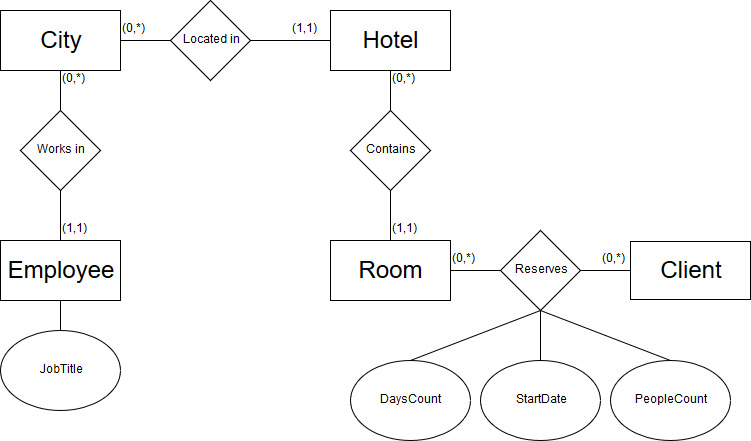 City
(0,*)
Located in
(1,1)
Hotel
(0,*)
(0,*)
Works in
Contains
(1,1)
(1,1)
Employee
Room
(0,*)
Reserves
(0,*)
Client
JobTitle
DaysCount
StartDate
PeopleCount